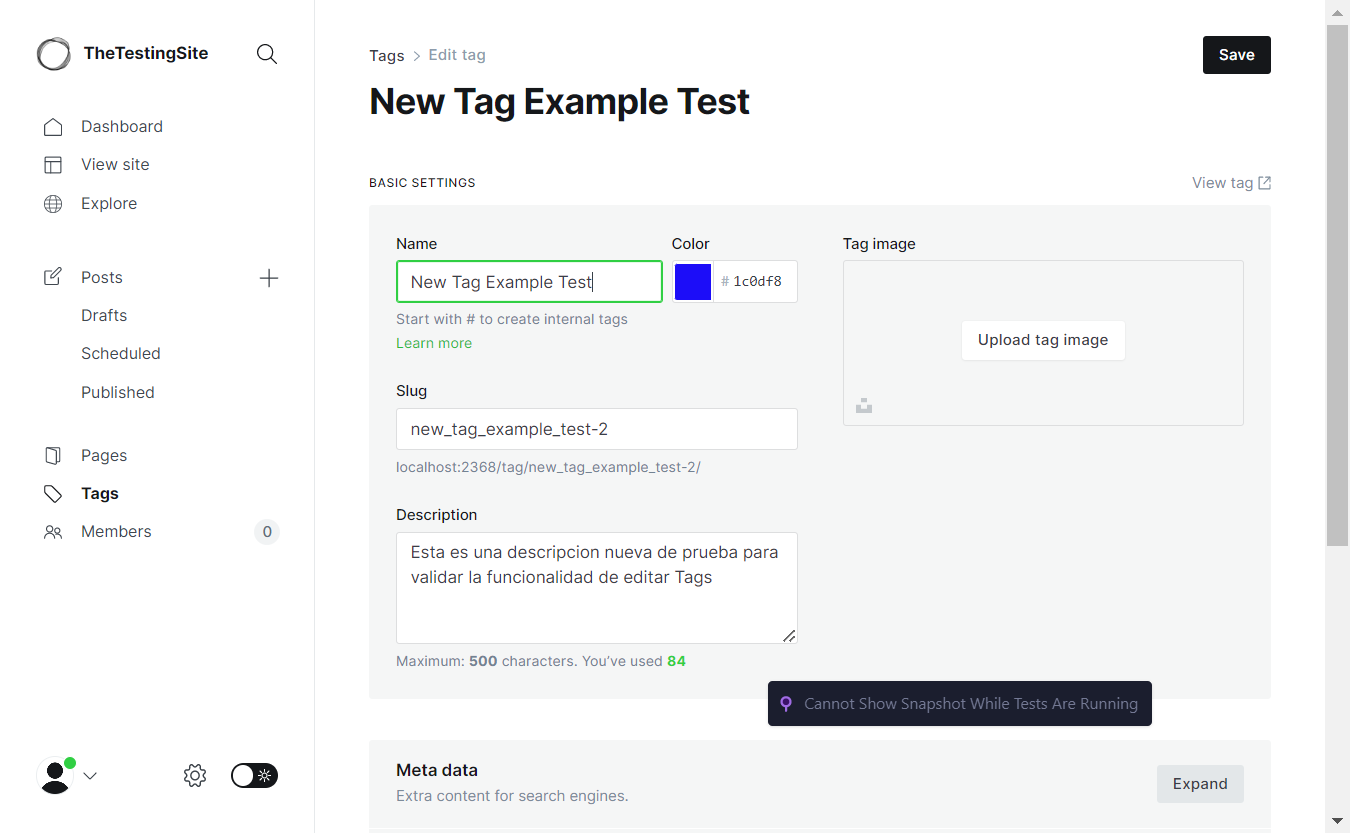 TheTestingSite
Dashboard
View site
Explore
Posts
Drafts
Scheduled
Published
Pages
Tags
Members 0
Tags > Edit tag
Save
New Tag Example Test
BASIC SETTINGS
View tag
Name
New Tag Example Test
Start with # to create internal tags
Learn more
Color
# 1c0df8
Tag image
Upload tag image
Slug
new_tag_example_test-2
localhost:2368/tag/new_tag_example_test-2/
Description
Esta es una descripcion nueva de prueba para
validar la funcionalidad de editar Tags
Maximum: 500 characters. You’ve used 84
Cannot Show Snapshot While Tests Are Running
Meta data
Extra content for search engines.
Expand